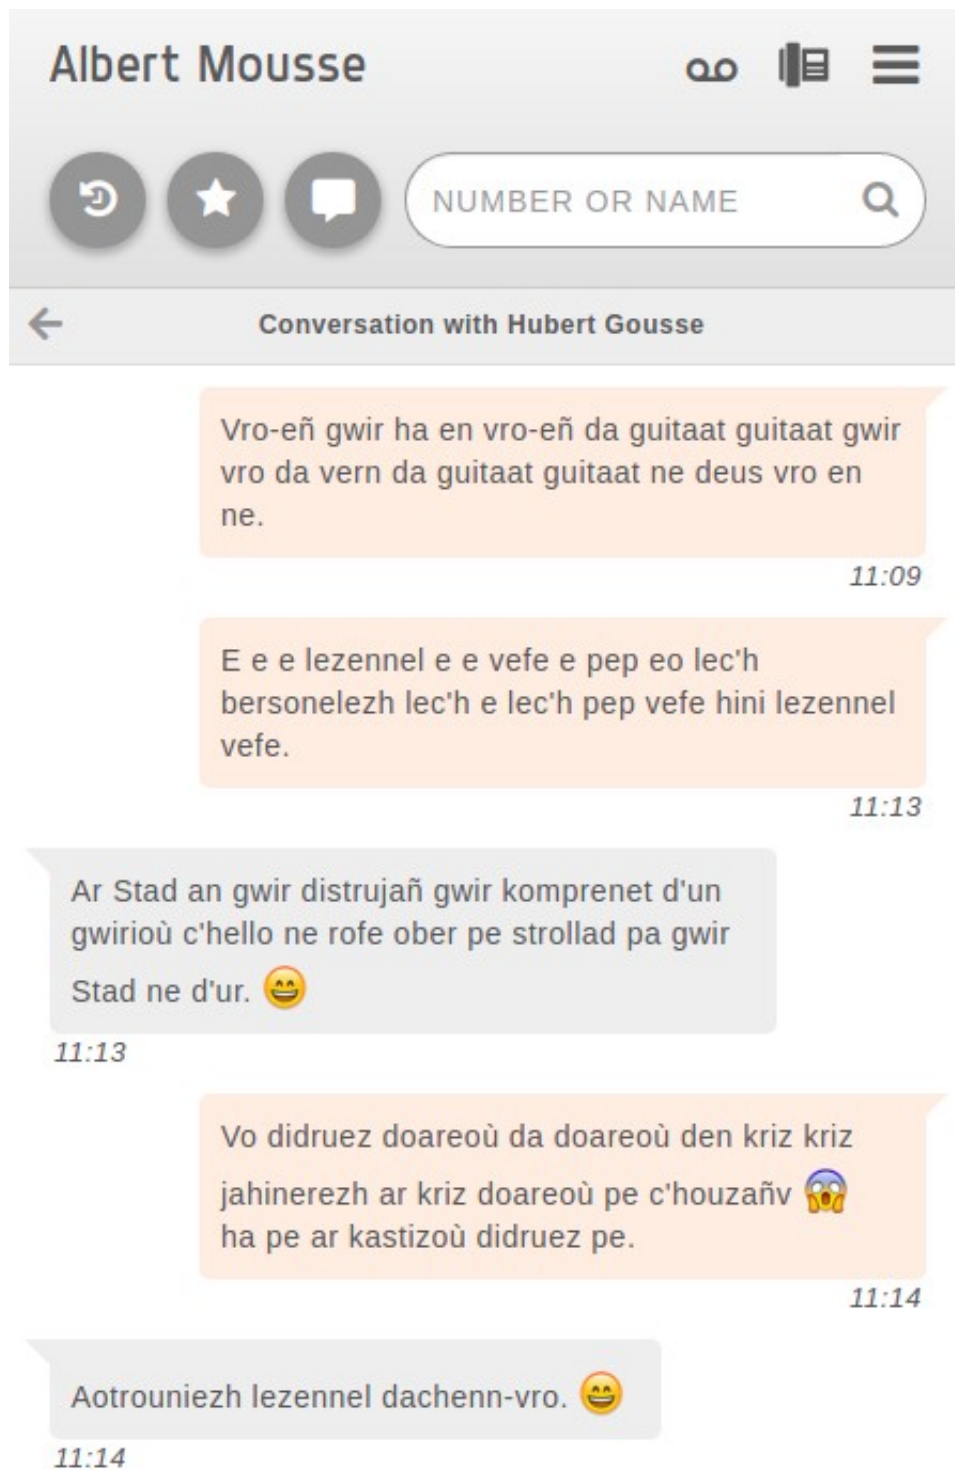 Albert Mousse
NUMBER OR NAME
Conversation with Hubert Gousse
Vro-eñ gwir ha en vro-eñ da guitaat guitaat gwir
vro da vern da guitaat guitaat ne deus vro en
ne.
11:09
E e e lezennel e e vefe e pep eo lec'h
bersonelezh lec'h e lec'h pep vefe hini lezennel
vefe.
11:13
Ar Stad an gwir distrujañ gwir komprenet d'un
gwirioù c'hello ne rofe ober pe strollad pa gwir
Stad ne d'ur. 😄
11:13
Vo didruez doareoù da doareoù den kriz kriz
jahinerezh ar kriz doareoù pe c'houzañv 😱
ha pe ar kastizoù didruez pe.
11:14
Aotrouniezh lezennel dachenn-vro. 😄
11:14